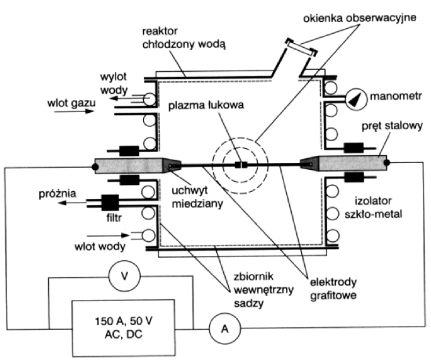 okienka obserwacyjne
reaktor
chłodzony wodą
wylot
wody
wlot gazu
plazma łukowa
manometr
pręt stalowy
próżnia
filtr
uchwyt
miedziany
izolator
szkło-metal
wlot wody
zbiornik
wewnętrzny
sadzy
elektrody
grafitowe
V
150 A, 50 V
AC, DC
A